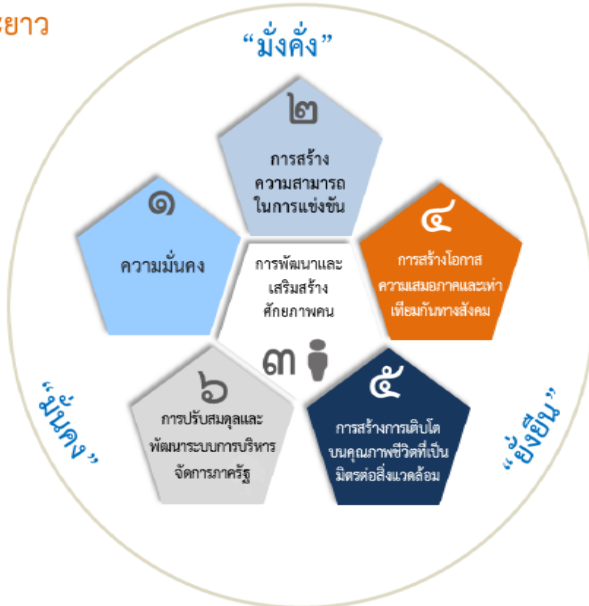 ะยาว
“มั่งคั่ง”
๒
การสร้าง
ความสามารถ
ในการแข่งขัน
๑
ความมั่นคง
๔
การสร้างโอกาส
ความเสมอภาคและเท่า
เทียมกันทางสังคม
การพัฒนาและ
เสริมสร้าง
ศักยภาพคน
๓
๖
การปรับสมดุลและ
พัฒนาระบบการบริหาร
จัดการภาครัฐ
๕
การสร้างการเติบโต
บนคุณภาพชีวิตที่เป็น
มิตรต่อสิ่งแวดล้อม
“มั่นคง”
“ยั่งยืน”